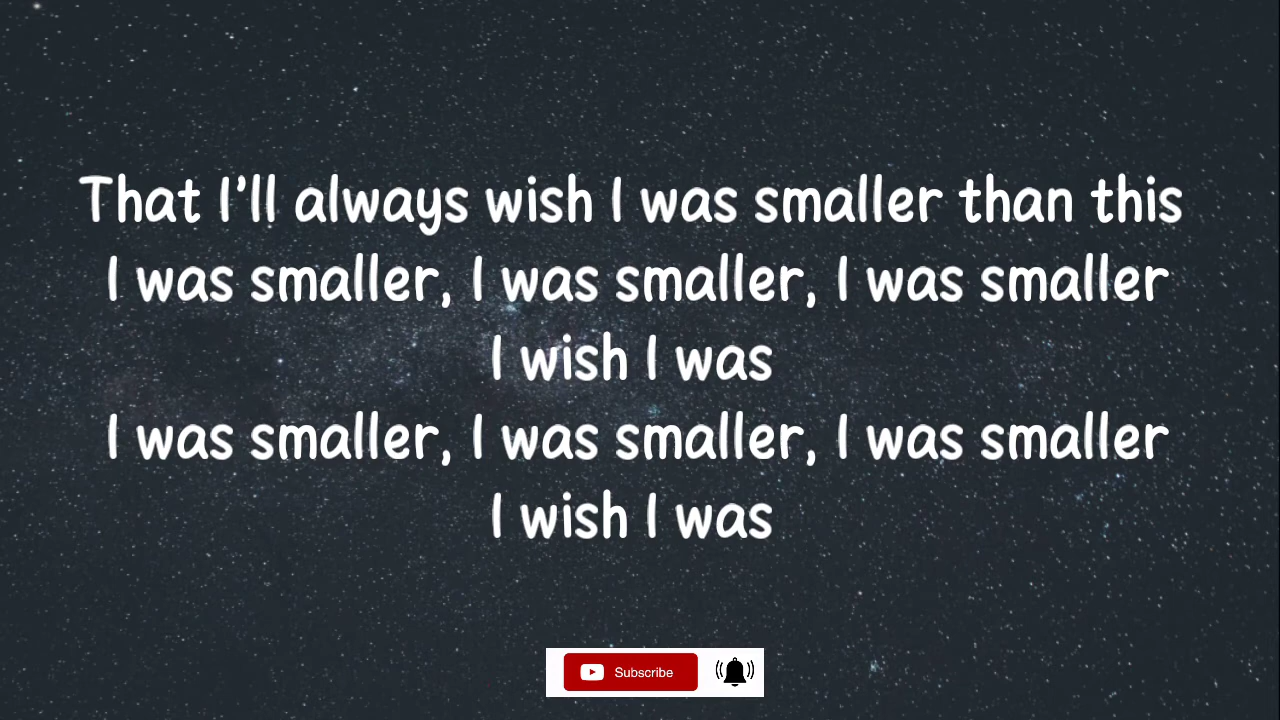 That I'll always wish I was smaller than this
I was smaller, I was smaller, I was smaller
I wish I was
I was smaller, I was smaller, I was smaller
I wish I was
Subscribe